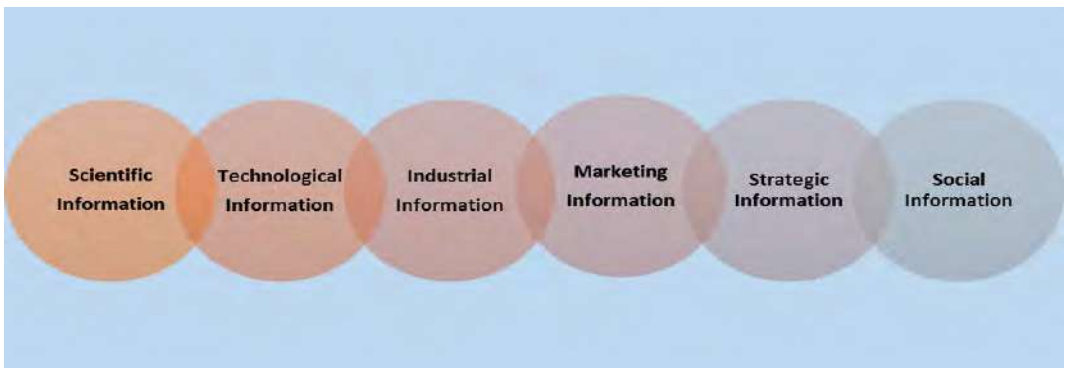 Scientific
Information
Technological
Information
Industrial
Information
Marketing
Information
Strategic
Information
Social
Information